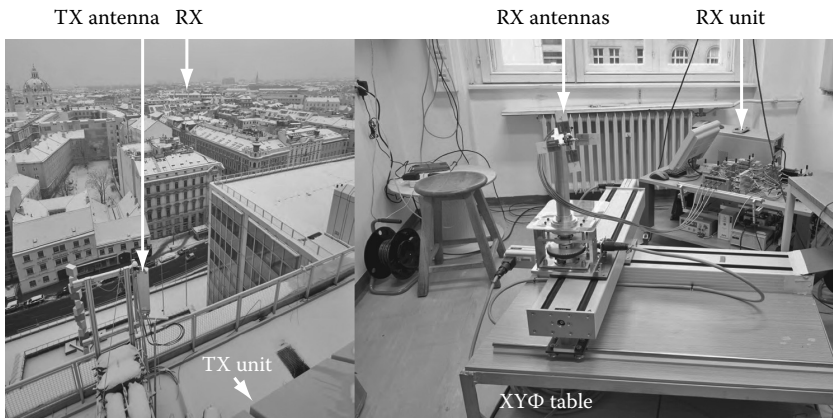 TX antenna RX
RX antennas
RX unit
TX unit
XYΦ table